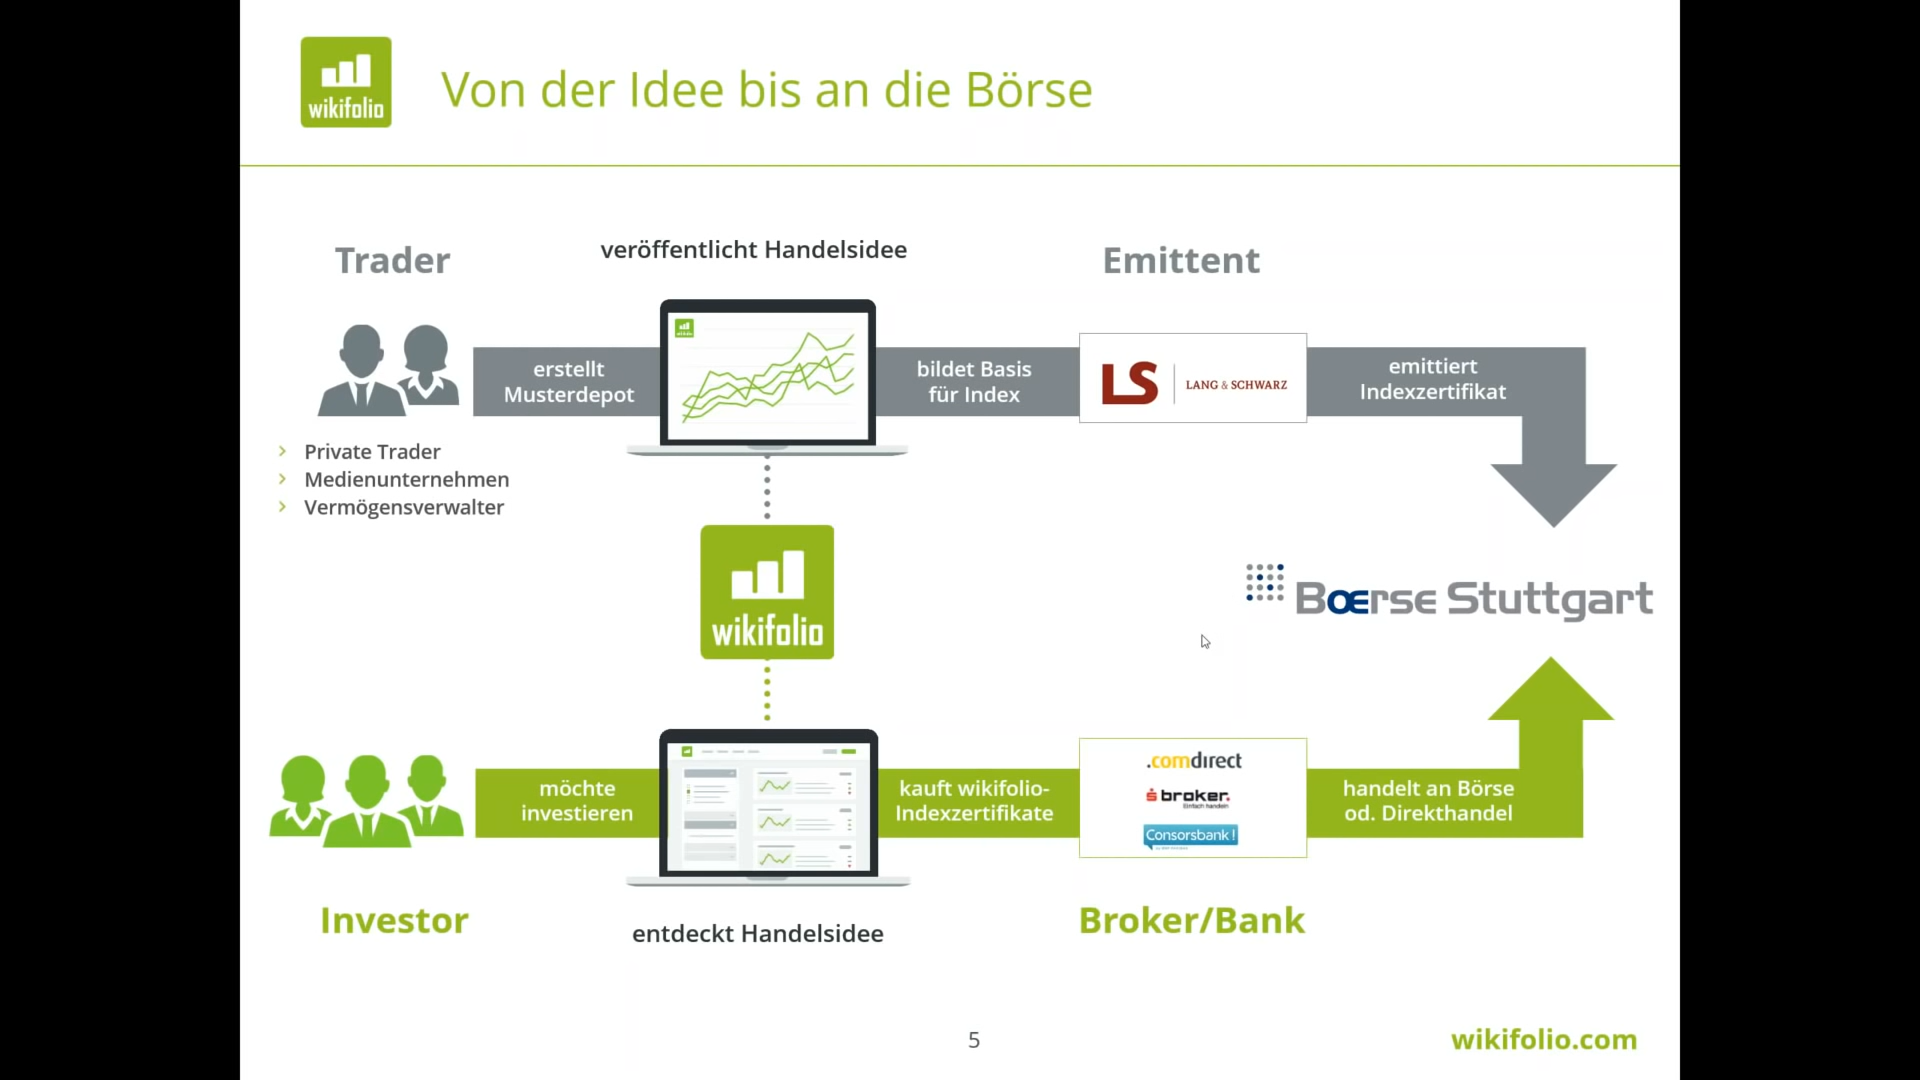 wikifolio
Von der Idee bis an die Börse
Trader
veröffentlicht Handelsidee
Emittent
erstellt
Musterdepot
bildet Basis
für Index
LS LANG & SCHWARZ
emittiert
Indexzertifikat
› Private Trader
› Medienunternehmen
› Vermögensverwalter
wikifolio
Boerse Stuttgart
möchte
investieren
kauft wikifolio-
Indexzertifikate
.comdirect
broker.
Einfach handeln
Consorsbank!
handelt an Börse
od. Direkthandel
Investor
entdeckt Handelsidee
Broker/Bank
5
wikifolio.com